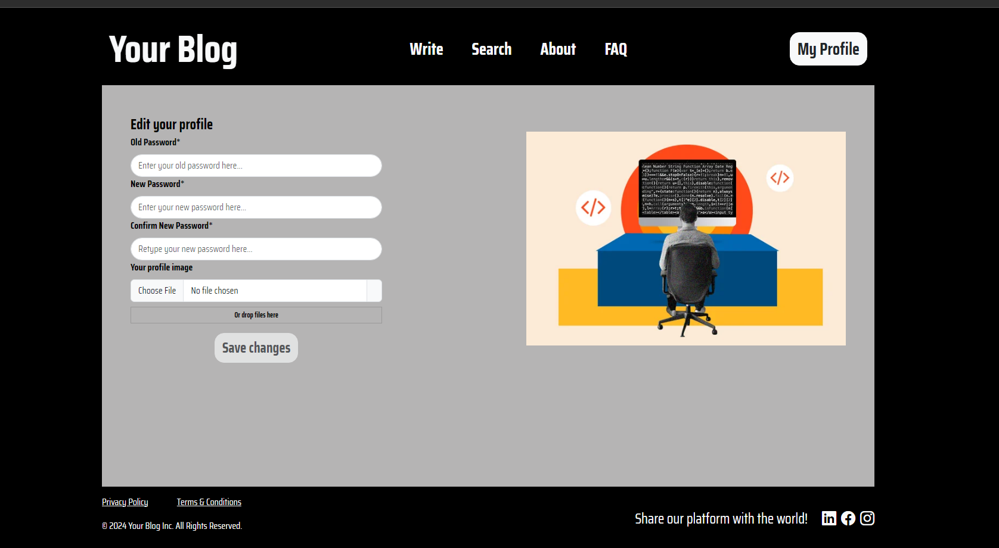 Your Blog
Write
Search
About
FAQ
My Profile
Edit your profile
Old Password*
Enter your old password here...
New Password*
Enter your new password here...
Confirm New Password*
Retype your new password here...
Your profile image
Choose File
No file chosen
Or drop files here
Save changes
</>
</>
Privacy Policy
Terms & Conditions
© 2024 Your Blog Inc. All Rights Reserved.
Share our platform with the world!
in